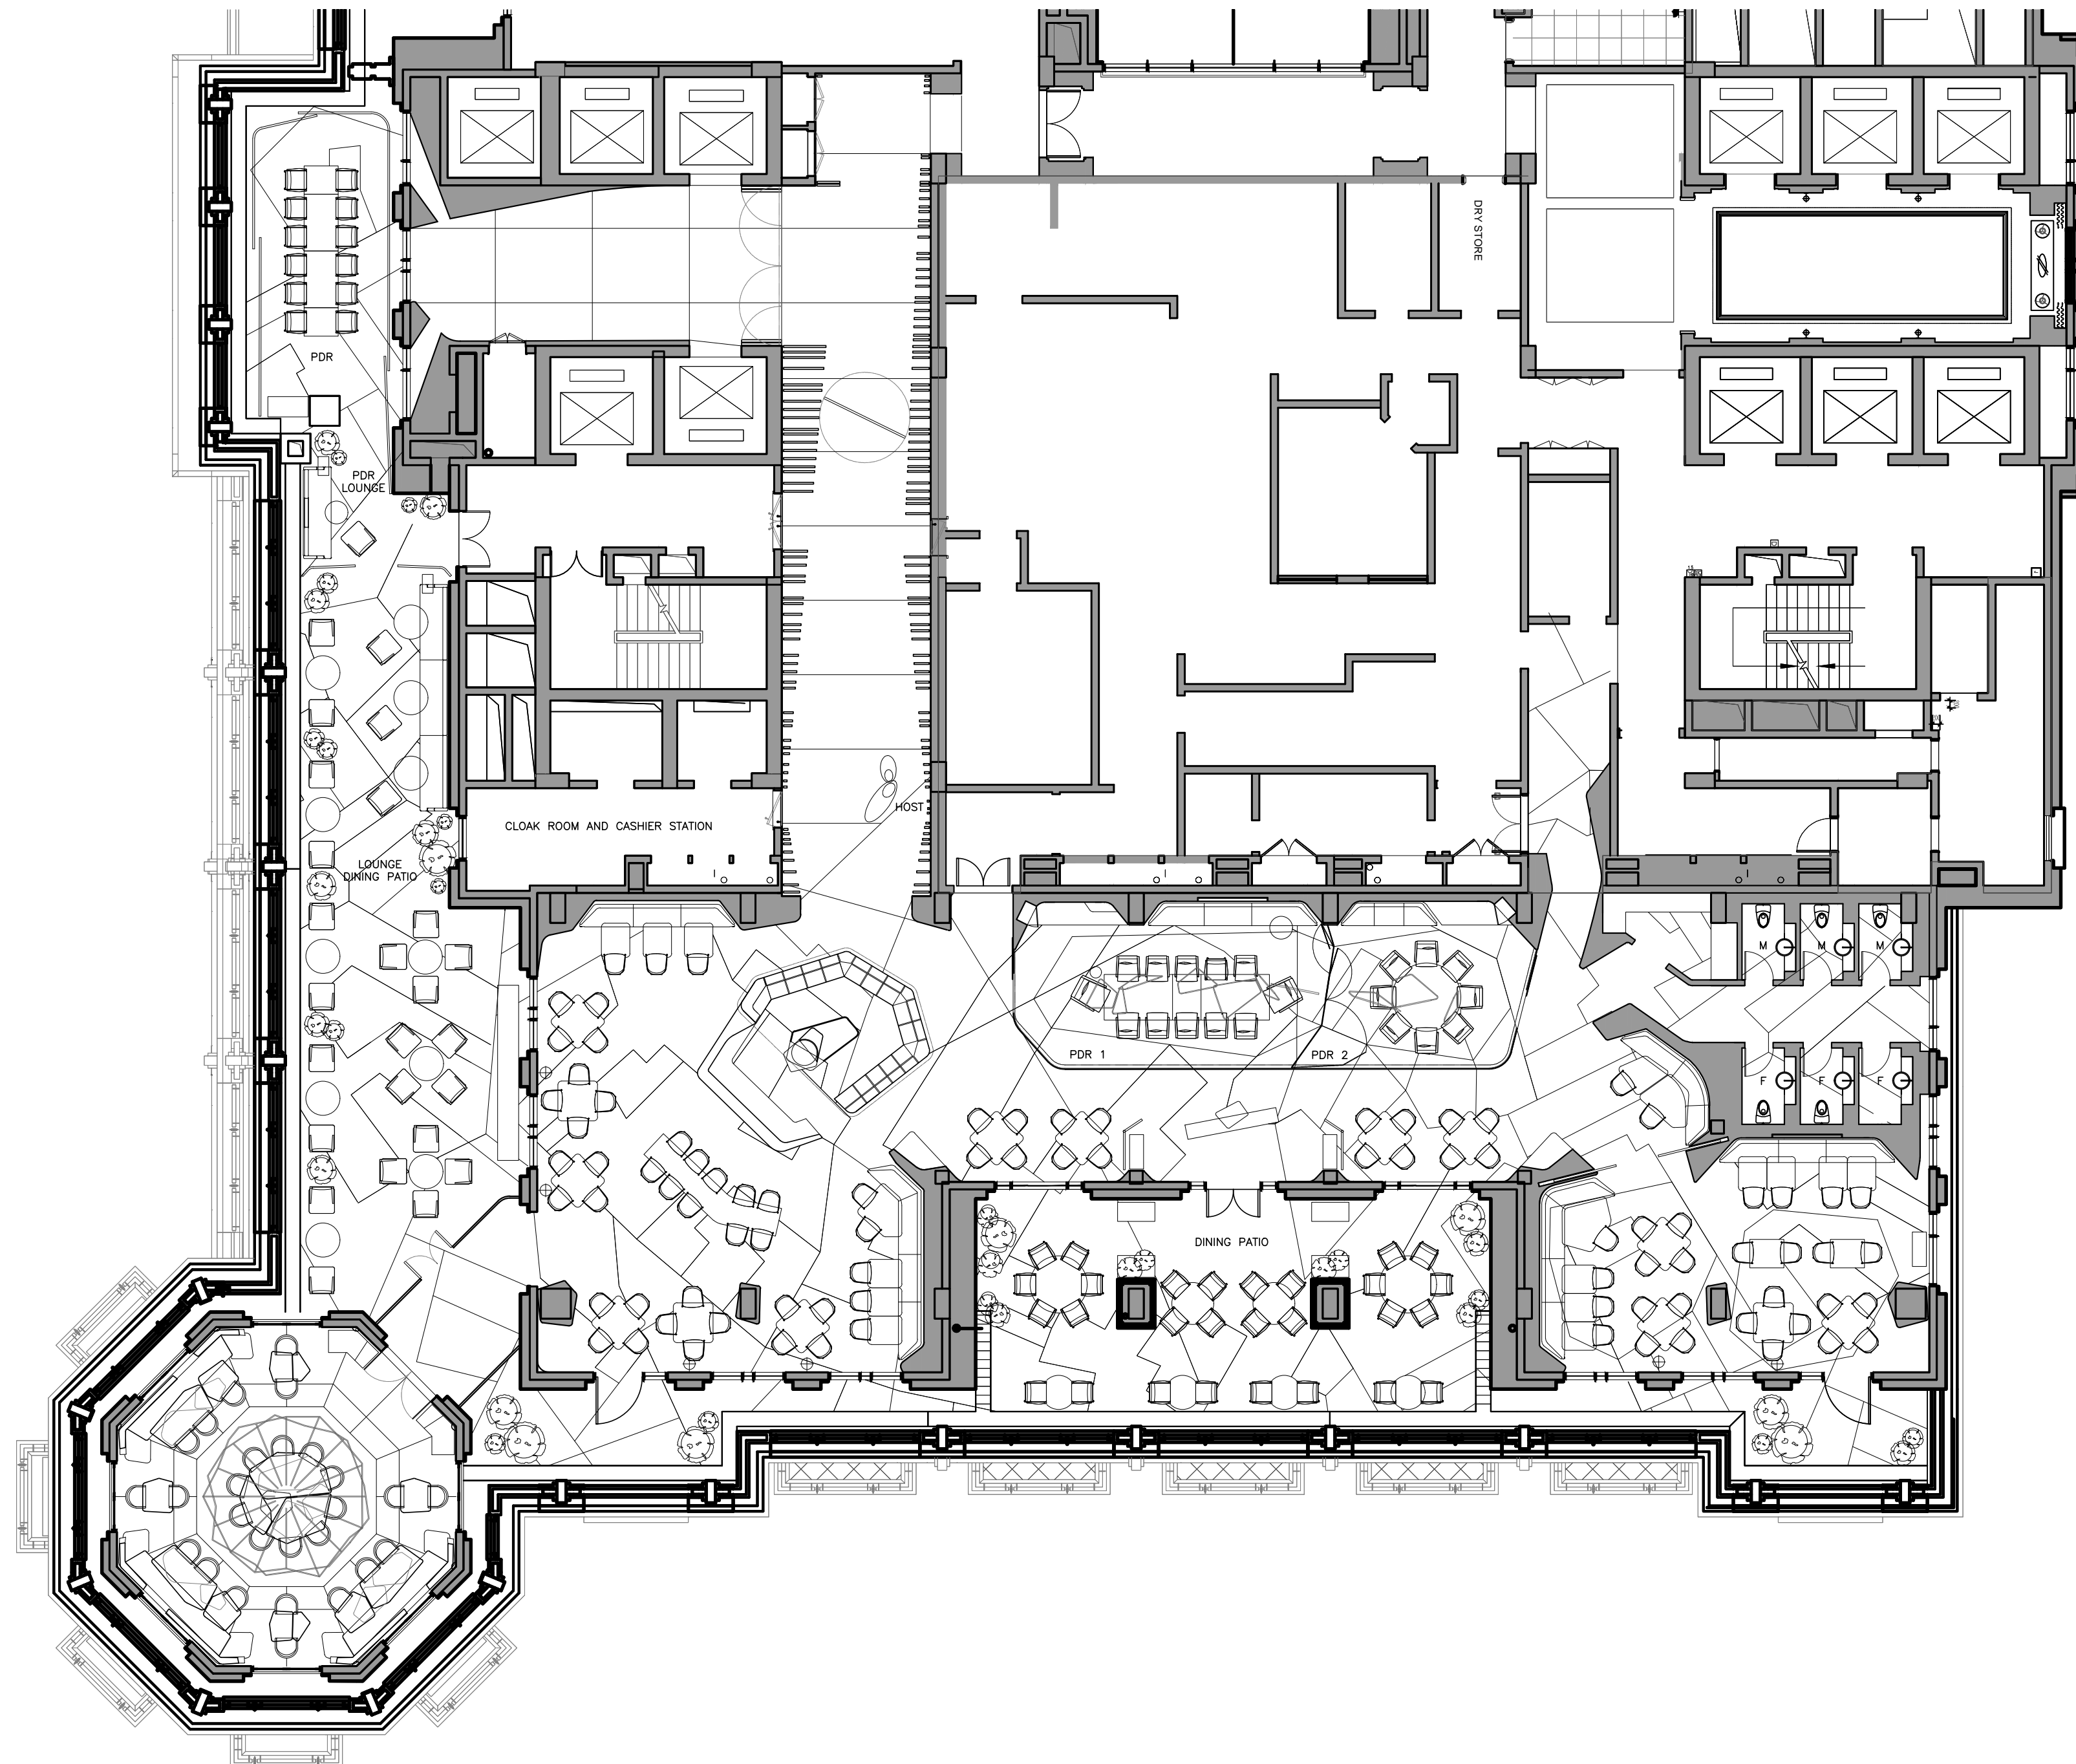 DRY STORE
PDR
PDR
LOUNGE
HOST
CLOAK ROOM AND CASHIER STATION
LOUNGE
DINING PATIO
M
M
M
PDR 1
PDR 2
F
F
F
DINING PATIO